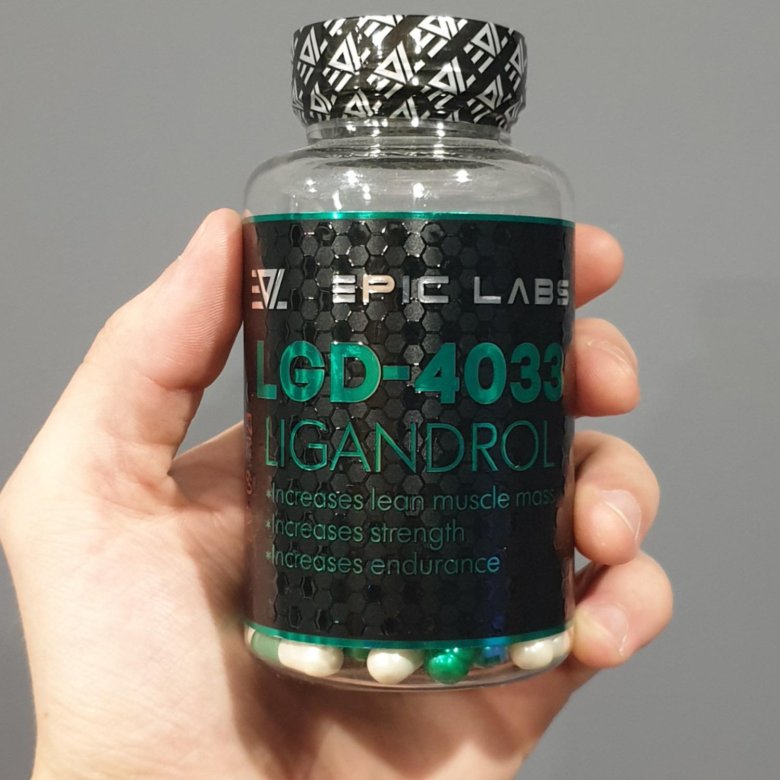 EPIC LABS
LGD-4033
LIGANDROL
*Increases lean muscle mass
*Increases strength
*Increases endurance